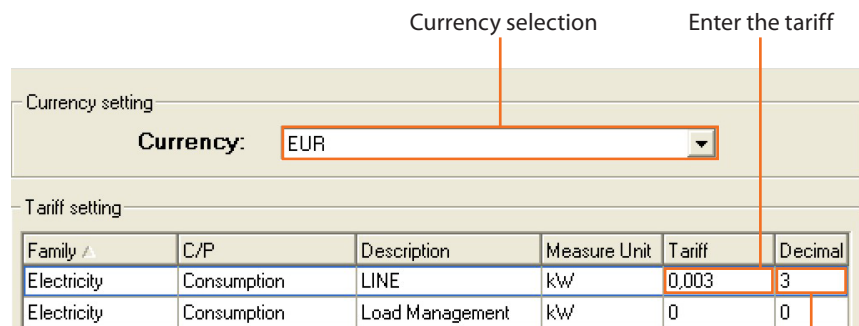 Currency selection Enter the tariff
Currency setting
Currency: EUR
Tariff setting
Family C/P Description Measure Unit Tariff Decimal
Electricity Consumption LINE kW 0,003 3
Electricity Consumption Load Management kW 0 0